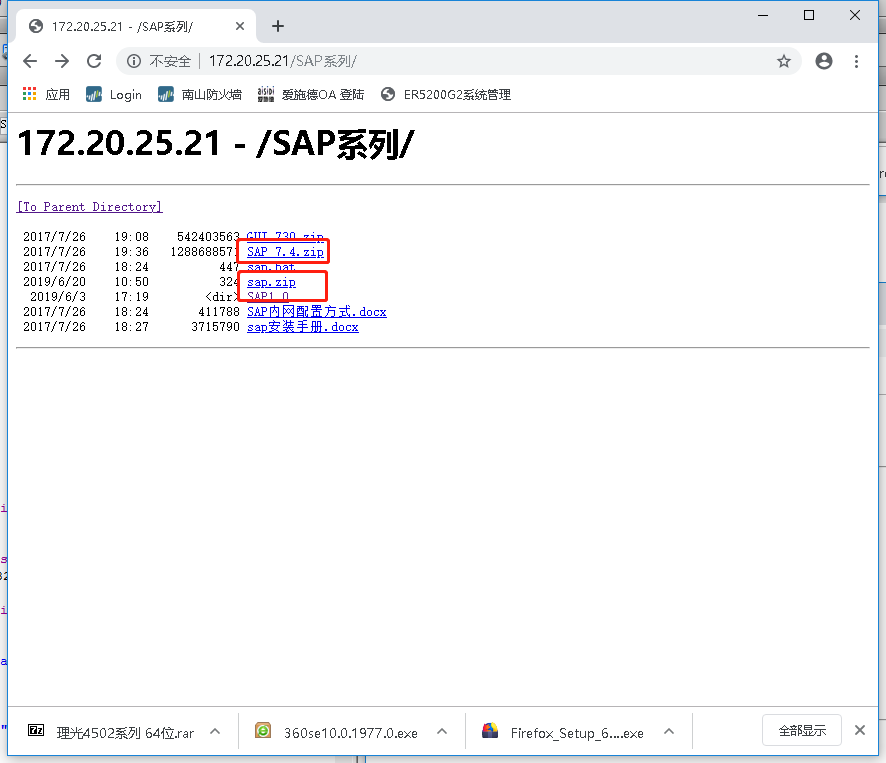 172.20.25.21 - /SAP系列/
不安全 | 172.20.25.21/SAP系列/
应用 Login 南山防火墙 爱施德OA 登陆 ER5200G2系统管理
172.20.25.21 - /SAP系列/
[To Parent Directory]
2017/7/26 19:08 542403563 GUI 730.zip
2017/7/26 19:36 1288688571 SAP 7.4.zip
2017/7/26 18:24 447 sap.bat
2019/6/20 10:50 324 sap.zip
2019/6/3 17:19 <dir> SAP1.0
2017/7/26 18:24 411788 SAP内网配置方式.docx
2017/7/26 18:27 3715790 sap安装手册.docx
理光4502系列 64位.rar 360se10.0.1977.0.exe Firefox_Setup_6....exe 全部显示